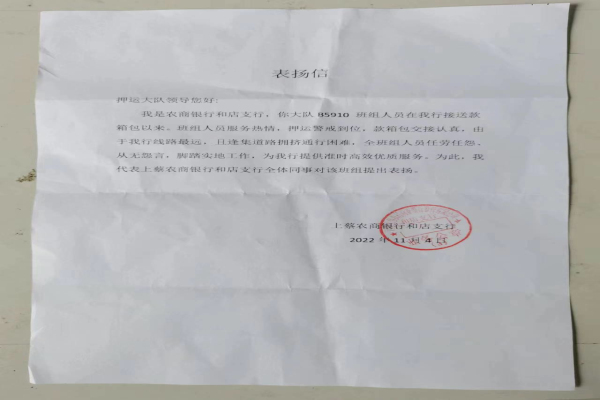 表扬信
押运大队领导您好:
我是农商银行和店支行，你大队 85910 班组人员在我行接送款
箱包以来，班组人员服务热情，押运警戒到位，款箱包交接认真，由
于我行线路最远，且逢集道路拥挤通行困难，全班组人员任劳任怨，
从无怨言，脚踏实地工作，为我行提供准时高效优质服务，为此，我
代表上蔡农商银行和店支行全体同事对该班组提出表扬。
上蔡农商银行和店支行
2022 年 11 月 4 日